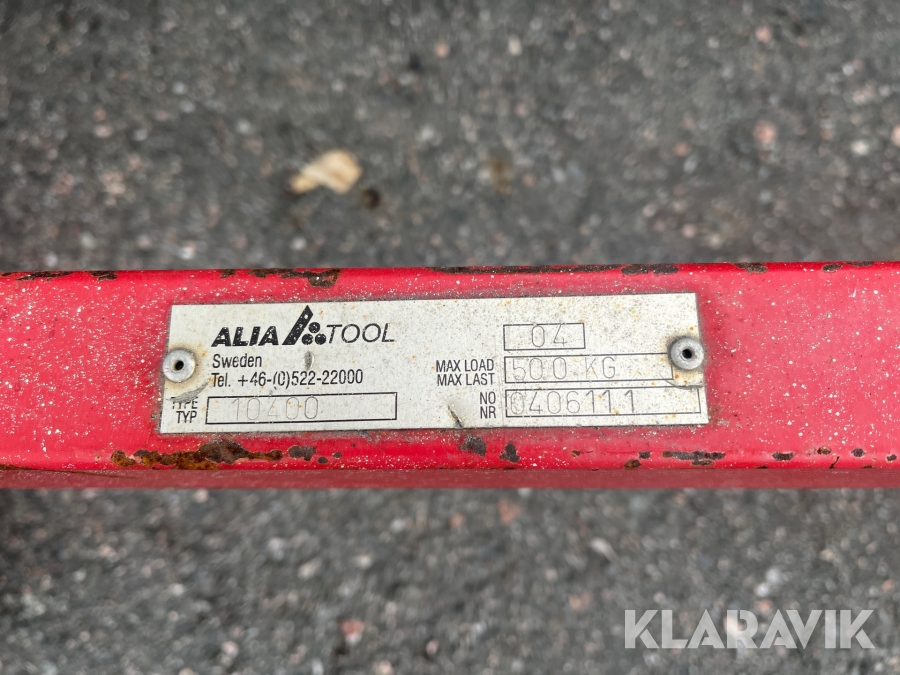 ALIA TOOL
Sweden
Tel. +46-(0)522-22000
TYPE
TYP 10400
04
MAX LOAD
MAX LAST 500 KG
NO
NR 0406111
KLARAVIK